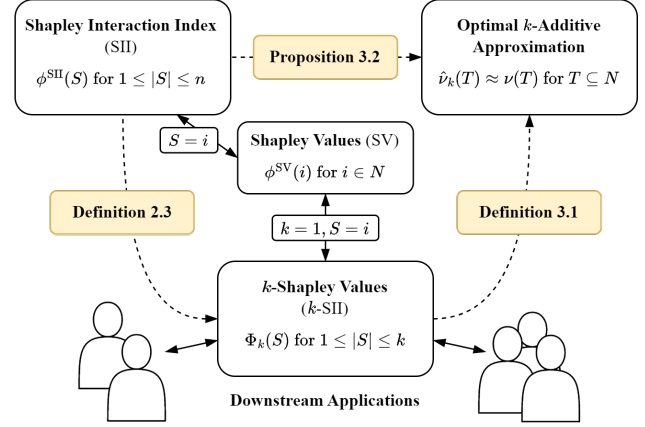 Shapley Interaction Index
(SII)
ϕ^SII(S) for 1 ≤ |S| ≤ n
Proposition 3.2
Optimal k-Additive
Approximation
ν̂_k(T) ≈ ν(T) for T ⊆ N
S = i
Shapley Values (SV)
ϕ^SV(i) for i ∈ N
Definition 2.3
k = 1, S = i
Definition 3.1
k-Shapley Values
(k-SII)
Φ_k(S) for 1 ≤ |S| ≤ k
Downstream Applications